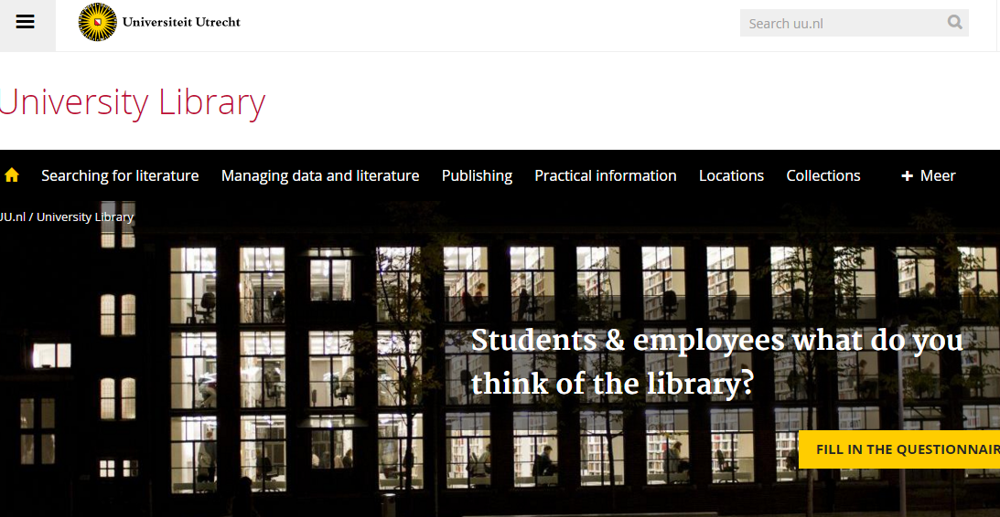 Universiteit Utrecht
Search uu.nl
University Library
Searching for literature Managing data and literature Publishing Practical information Locations Collections + Meer
UU.nl / University Library
Students & employees what do you
think of the library?
FILL IN THE QUESTIONNAIR